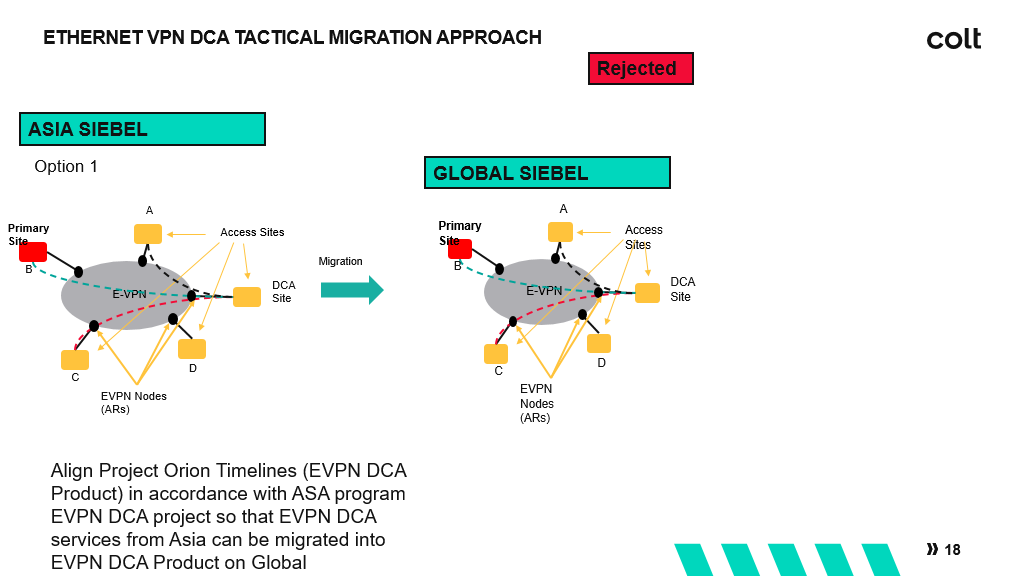 ETHERNET VPN DCA TACTICAL MIGRATION APPROACH
colt
Rejected
ASIA SIEBEL
Option 1
GLOBAL SIEBEL
A
Primary
Site
B
Access Sites
E-VPN
DCA
Site
C
D
EVPN Nodes
(ARs)
Migration
A
Primary
Site
B
Access
Sites
E-VPN
DCA
Site
C
D
EVPN
Nodes
(ARs)
Align Project Orion Timelines (EVPN DCA
Product) in accordance with ASA program
EVPN DCA project so that EVPN DCA
services from Asia can be migrated into
EVPN DCA Product on Global
18